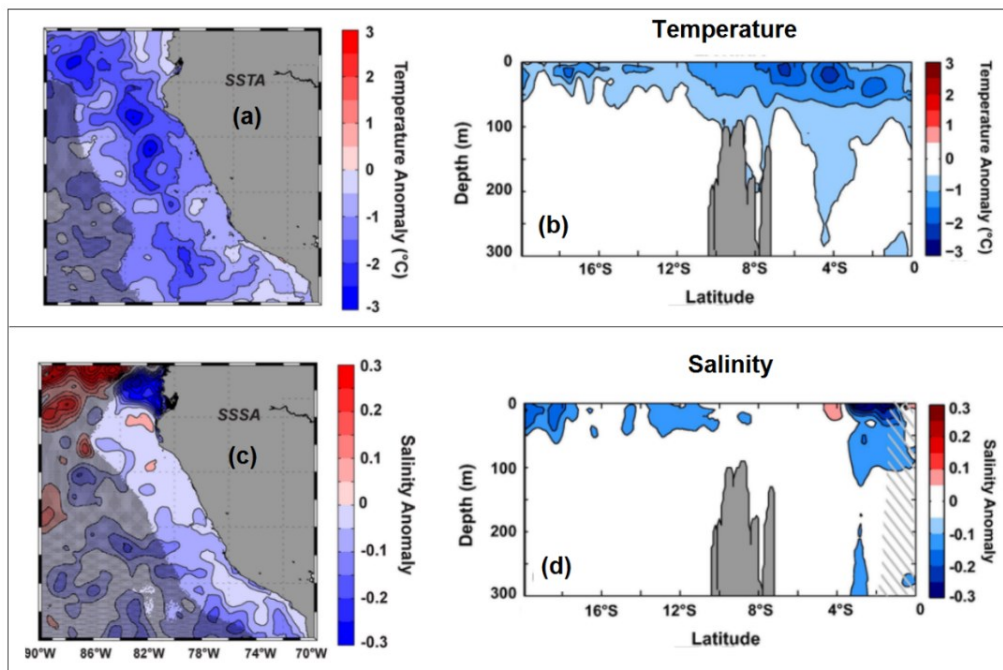 Temperature
SSTA
(a)
3
2
1
0
-1
-2
-3
Temperature Anomaly (°C)
0
100
200
300
Depth (m)
(b)
16°S
12°S
8°S
4°S
0
Latitude
3
2
1
0
-1
-2
-3
Temperature Anomaly (°C)
Salinity
SSSA
(c)
90°W 86°W 82°W 78°W 74°W 70°W
0.3
0.2
0.1
0
-0.1
-0.2
-0.3
Salinity Anomaly
0
100
200
300
Depth (m)
(d)
16°S
12°S
8°S
4°S
0
Latitude
0.3
0.2
0.1
0
-0.1
-0.2
-0.3
Salinity Anomaly